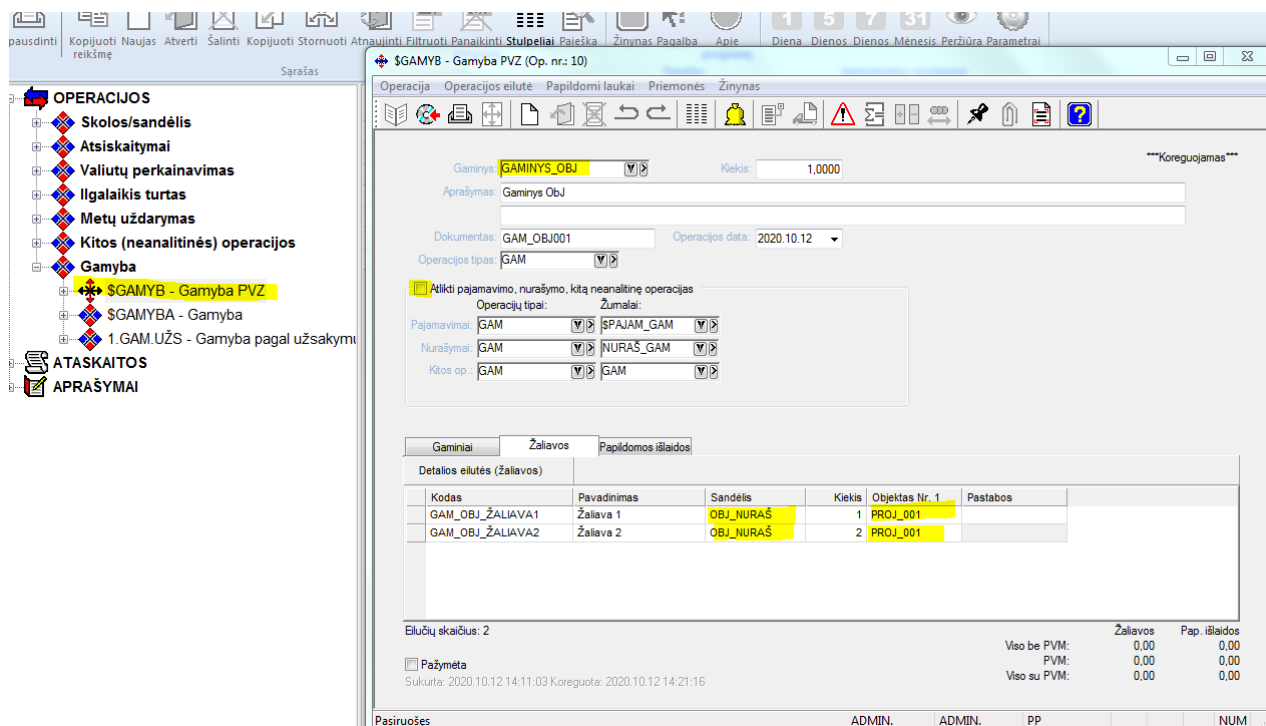 pausdinti Kopijuoti Naujas Atverti Šalinti Kopijuoti Stornuoti Atnaujinti Filtruoti Panaikinti Stulpeliai Paieška Žinynas Pagalba Apie Diena Dienos Dienos Mėnesis Peržiūra Parametrai
reikšmę
1 5 7 31
Sąrašas
OPERACIJOS
Skolos/sandėlis
Atsiskaitymai
Valiutų perkainavimas
Ilgalaikis turtas
Metų uždarymas
Kitos (neanalitinės) operacijos
Gamyba
$GAMYB - Gamyba PVZ
$GAMYBA - Gamyba
1.GAM.UŽS - Gamyba pagal užsakymu
ATASKAITOS
APRAŠYMAI
$GAMYB - Gamyba PVZ (Op. nr.: 10)
Operacija Operacijos eilutė Papildomi laukai Priemonės Žinynas
***Koreguojamas***
Gaminys: GAMINYS_OBJ Kiekis: 1,0000
Aprašymas: Gaminys ObJ
Dokumentas: GAM_OBJ001 Operacijos data: 2020.10.12
Operacijos tipas: GAM
Atlikti pajamavimo, nurašymo, kitą neanalitinę operacijas
Operacijų tipai: Žurnalai:
Pajamavimai: GAM $PAJAM_GAM
Nurašymai: GAM NURAŠ_GAM
Kitos op.: GAM GAM
Gaminiai Žaliavos Papildomos išlaidos
Detalios eilutės (žaliavos)
Kodas Pavadinimas Sandėlis Kiekis Objektas Nr. 1 Pastabos
GAM_OBJ_ŽALIAVA1 Žaliava 1 OBJ_NURAŠ 1 PROJ_001
GAM_OBJ_ŽALIAVA2 Žaliava 2 OBJ_NURAŠ 2 PROJ_001
Eilučių skaičius: 2 Žaliavos Pap. išlaidos
Viso be PVM: 0,00 0,00
PVM: 0,00 0,00
Viso su PVM: 0,00 0,00
Pažymėta
Sukurta: 2020.10.12 14:11:03 Koreguota: 2020.10.12 14:21:16
Pasiruošęs ADMIN. ADMIN. PP NUM